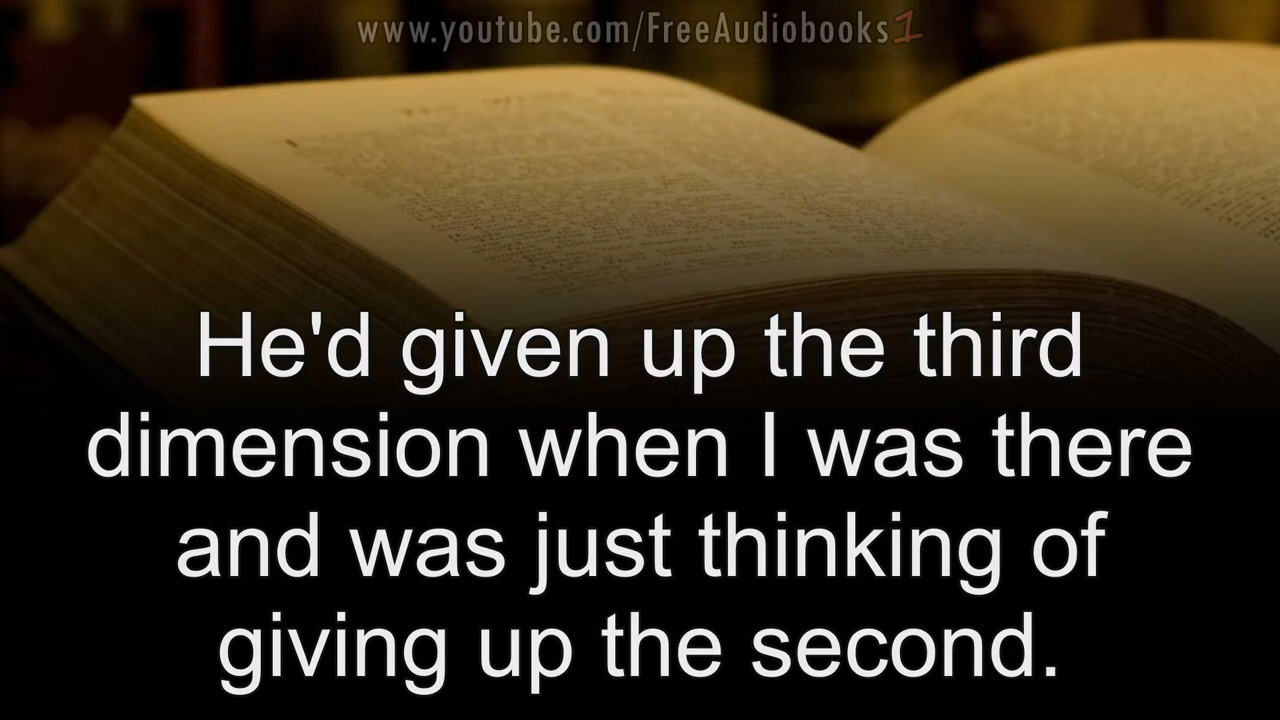 www.youtube.com/FreeAudiobooks1
He'd given up the third
dimension when I was there
and was just thinking of
giving up the second.